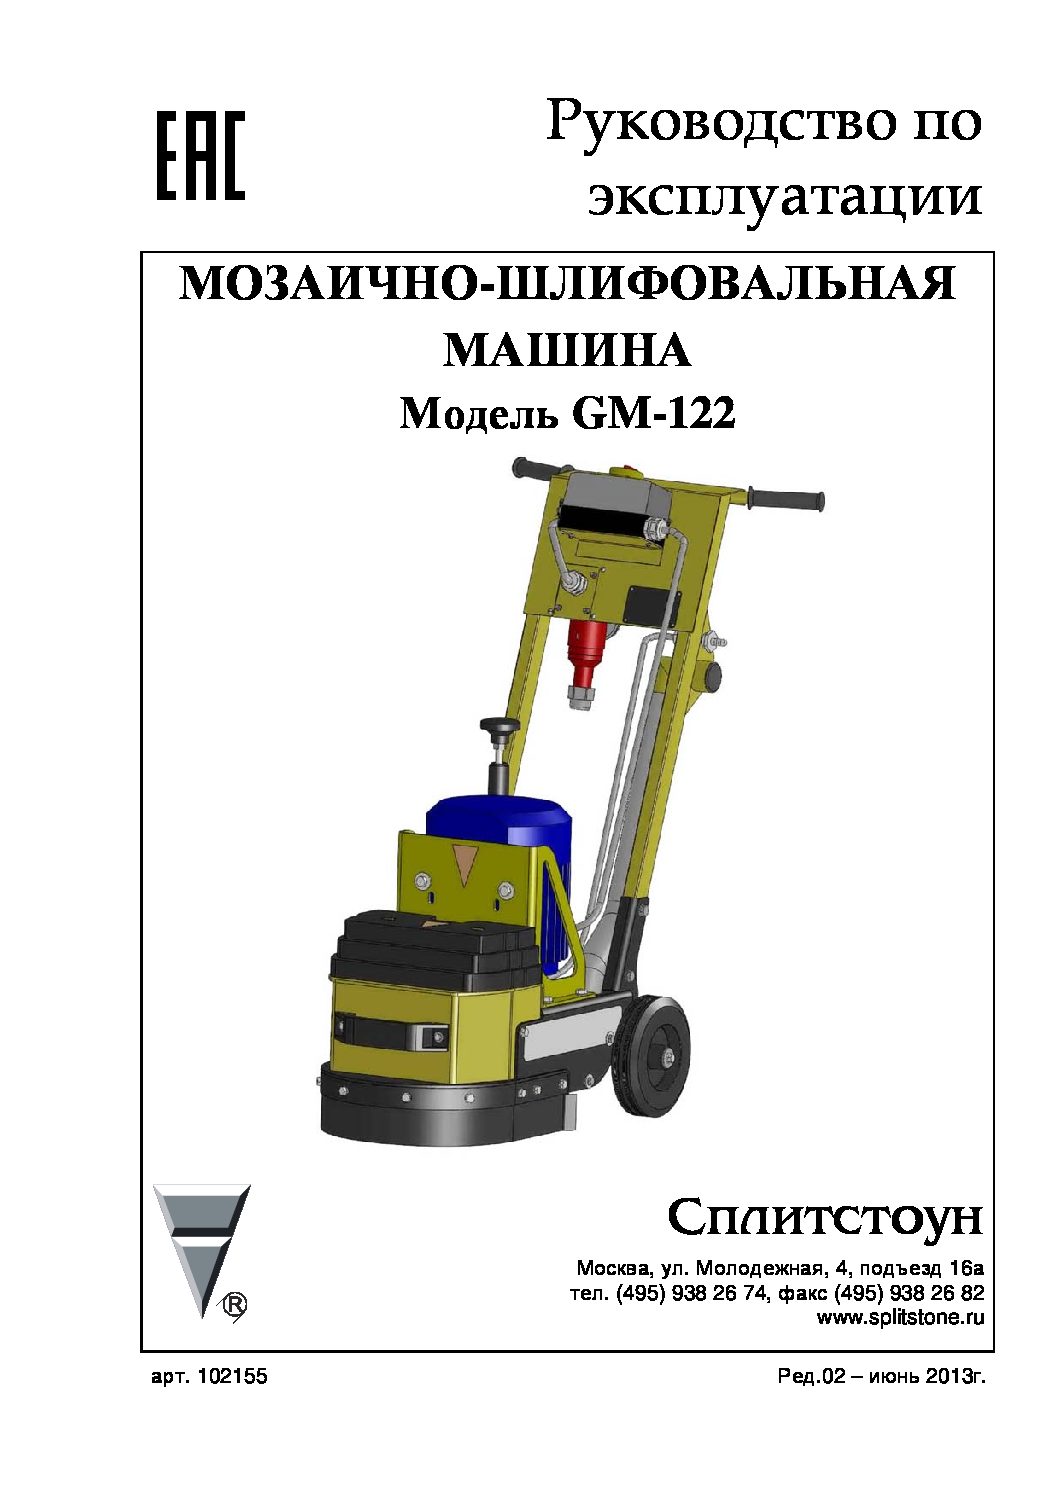 EAC
Руководство по
эксплуатации
МОЗАИЧНО-ШЛИФОВАЛЬНАЯ
МАШИНА
Модель GM-122
Сплитстоун
Москва, ул. Молодежная, 4, подъезд 16а
тел. (495) 938 26 74, факс (495) 938 26 82
www.splitstone.ru
®
арт. 102155
Ред.02 – июнь 2013г.